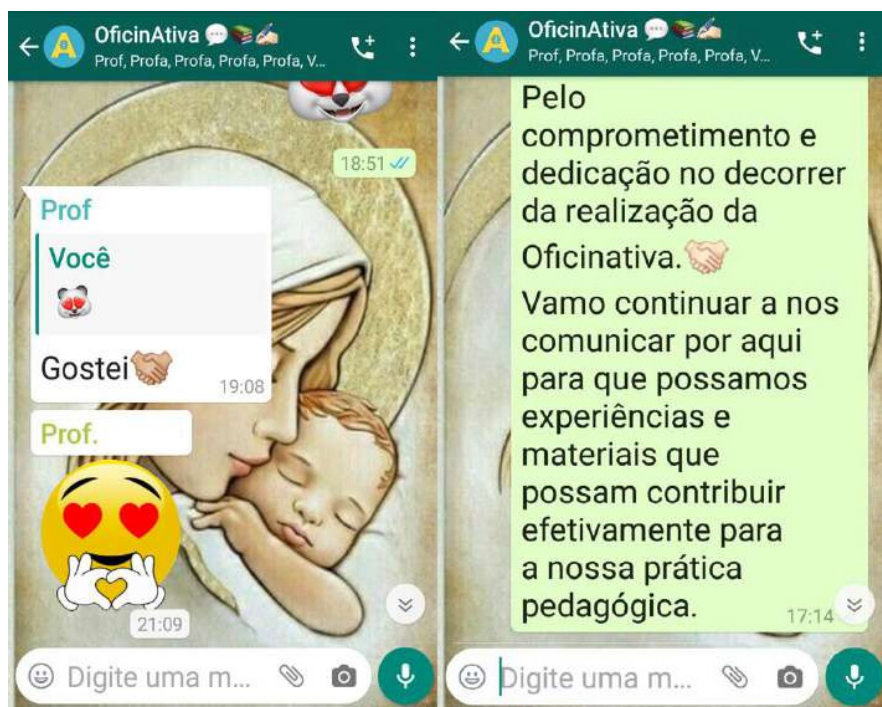 OficinAtiva 💬📚✍🏻
Prof, Profa, Profa, Profa, Profa, V...
18:51
Prof
Você
Gostei🤝🏼
19:08
Prof.
21:09
Digite uma m...
OficinAtiva 💬📚✍🏻
Prof, Profa, Profa, Profa, Profa, V...
Pelo
comprometimento e
dedicação no decorrer
da realização da
Oficinativa.🤝🏻
Vamo continuar a nos
comunicar por aqui
para que possamos
experiências e
materiais que
possam contribuir
efetivamente para
a nossa prática
pedagógica.
17:14
Digite uma m...